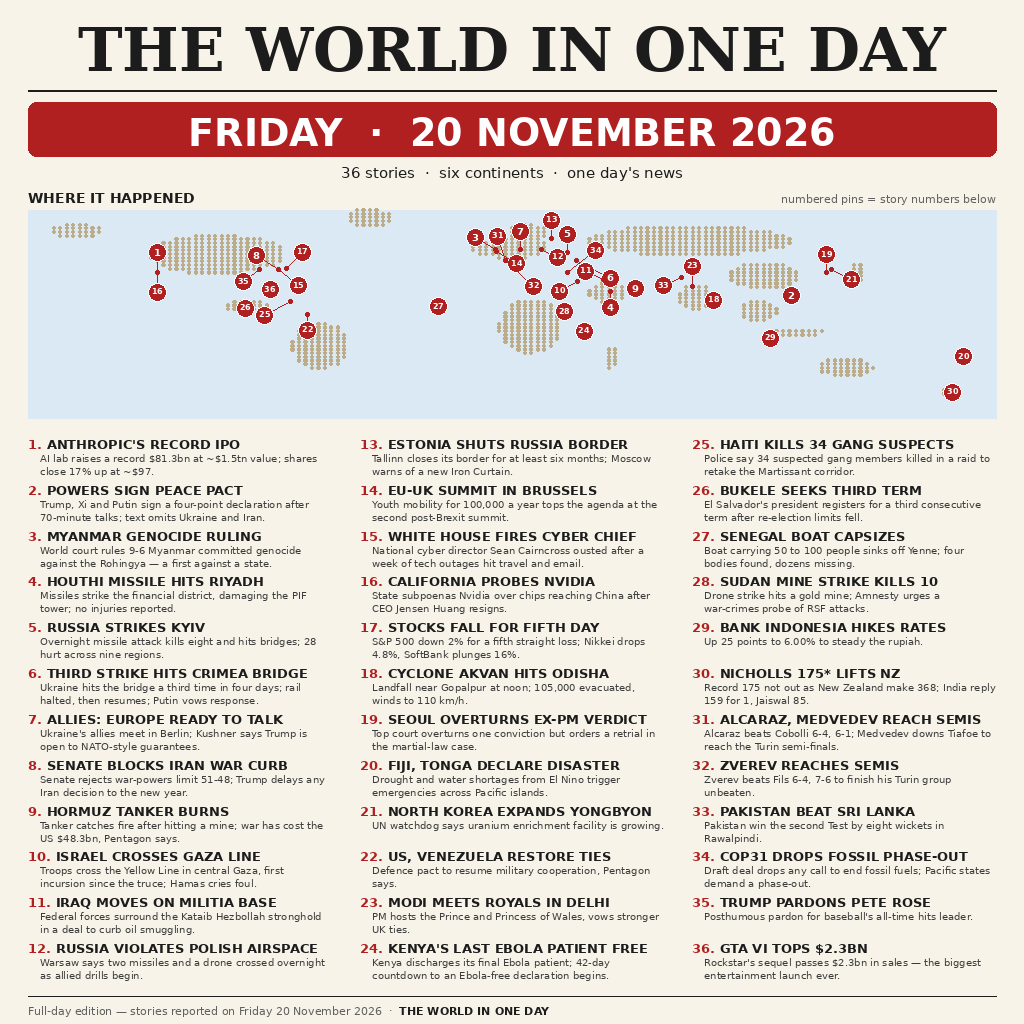 THE WORLD IN ONE DAY
FRIDAY · 20 NOVEMBER 2026
36 stories · six continents · one day's news
WHERE IT HAPPENED
numbered pins = story numbers below
13
3
31
7
5
1
8
17
12
34
19
14
11
23
35
36
15
6
21
16
32
10
9
33
2
18
26
25
27
28
4
22
24
29
20
30
1. ANTHROPIC'S RECORD IPO
AI lab raises a record $81.3bn at ~$1.5tn value; shares
close 17% up at ~$97.
2. POWERS SIGN PEACE PACT
Trump, Xi and Putin sign a four-point declaration after
70-minute talks; text omits Ukraine and Iran.
3. MYANMAR GENOCIDE RULING
World court rules 9-6 Myanmar committed genocide
against the Rohingya — a first against a state.
4. HOUTHI MISSILE HITS RIYADH
Missiles strike the financial district, damaging the PIF
tower; no injuries reported.
5. RUSSIA STRIKES KYIV
Overnight missile attack kills eight and hits bridges; 28
hurt across nine regions.
6. THIRD STRIKE HITS CRIMEA BRIDGE
Ukraine hits the bridge a third time in four days; rail
halted, then resumes; Putin vows response.
7. ALLIES: EUROPE READY TO TALK
Ukraine's allies meet in Berlin; Kushner says Trump is
open to NATO-style guarantees.
8. SENATE BLOCKS IRAN WAR CURB
Senate rejects war-powers limit 51-48; Trump delays any
Iran decision to the new year.
9. HORMUZ TANKER BURNS
Tanker catches fire after hitting a mine; war has cost the
US $48.3bn, Pentagon says.
10. ISRAEL CROSSES GAZA LINE
Troops cross the Yellow Line in central Gaza, first
incursion since the truce; Hamas cries foul.
11. IRAQ MOVES ON MILITIA BASE
Federal forces surround the Kataib Hezbollah stronghold
in a deal to curb oil smuggling.
12. RUSSIA VIOLATES POLISH AIRSPACE
Warsaw says two missiles and a drone crossed overnight
as allied drills begin.
13. ESTONIA SHUTS RUSSIA BORDER
Tallinn closes its border for at least six months; Moscow
warns of a new Iron Curtain.
14. EU-UK SUMMIT IN BRUSSELS
Youth mobility for 100,000 a year tops the agenda at the
second post-Brexit summit.
15. WHITE HOUSE FIRES CYBER CHIEF
National cyber director Sean Cairncross ousted after a
week of tech outages hit travel and email.
16. CALIFORNIA PROBES NVIDIA
State subpoenas Nvidia over chips reaching China after
CEO Jensen Huang resigns.
17. STOCKS FALL FOR FIFTH DAY
S&P 500 down 2% for a fifth straight loss; Nikkei drops
4.8%, SoftBank plunges 16%.
18. CYCLONE AKVAN HITS ODISHA
Landfall near Gopalpur at noon; 105,000 evacuated,
winds to 110 km/h.
19. SEOUL OVERTURNS EX-PM VERDICT
Top court overturns one conviction but orders a retrial in
the martial-law case.
20. FIJI, TONGA DECLARE DISASTER
Drought and water shortages from El Nino trigger
emergencies across Pacific islands.
21. NORTH KOREA EXPANDS YONGBYON
UN watchdog says uranium enrichment facility is growing.
22. US, VENEZUELA RESTORE TIES
Defence pact to resume military cooperation, Pentagon
says.
23. MODI MEETS ROYALS IN DELHI
PM hosts the Prince and Princess of Wales, vows stronger
UK ties.
24. KENYA'S LAST EBOLA PATIENT FREE
Kenya discharges its final Ebola patient; 42-day
countdown to an Ebola-free declaration begins.
25. HAITI KILLS 34 GANG SUSPECTS
Police say 34 suspected gang members killed in a raid to
retake the Martissant corridor.
26. BUKELE SEEKS THIRD TERM
El Salvador's president registers for a third consecutive
term after re-election limits fell.
27. SENEGAL BOAT CAPSIZES
Boat carrying 50 to 100 people sinks off Yenne; four
bodies found, dozens missing.
28. SUDAN MINE STRIKE KILLS 10
Drone strike hits a gold mine; Amnesty urges a
war-crimes probe of RSF attacks.
29. BANK INDONESIA HIKES RATES
Up 25 points to 6.00% to steady the rupiah.
30. NICHOLLS 175* LIFTS NZ
Record 175 not out as New Zealand make 368; India reply
159 for 1, Jaiswal 85.
31. ALCARAZ, MEDVEDEV REACH SEMIS
Alcaraz beats Cobolli 6-4, 6-1; Medvedev downs Tiafoe to
reach the Turin semi-finals.
32. ZVEREV REACHES SEMIS
Zverev beats Fils 6-4, 7-6 to finish his Turin group
unbeaten.
33. PAKISTAN BEAT SRI LANKA
Pakistan win the second Test by eight wickets in
Rawalpindi.
34. COP31 DROPS FOSSIL PHASE-OUT
Draft deal drops any call to end fossil fuels; Pacific states
demand a phase-out.
35. TRUMP PARDONS PETE ROSE
Posthumous pardon for baseball's all-time hits leader.
36. GTA VI TOPS $2.3BN
Rockstar's sequel passes $2.3bn in sales — the biggest
entertainment launch ever.
Full-day edition — stories reported on Friday 20 November 2026 · THE WORLD IN ONE DAY